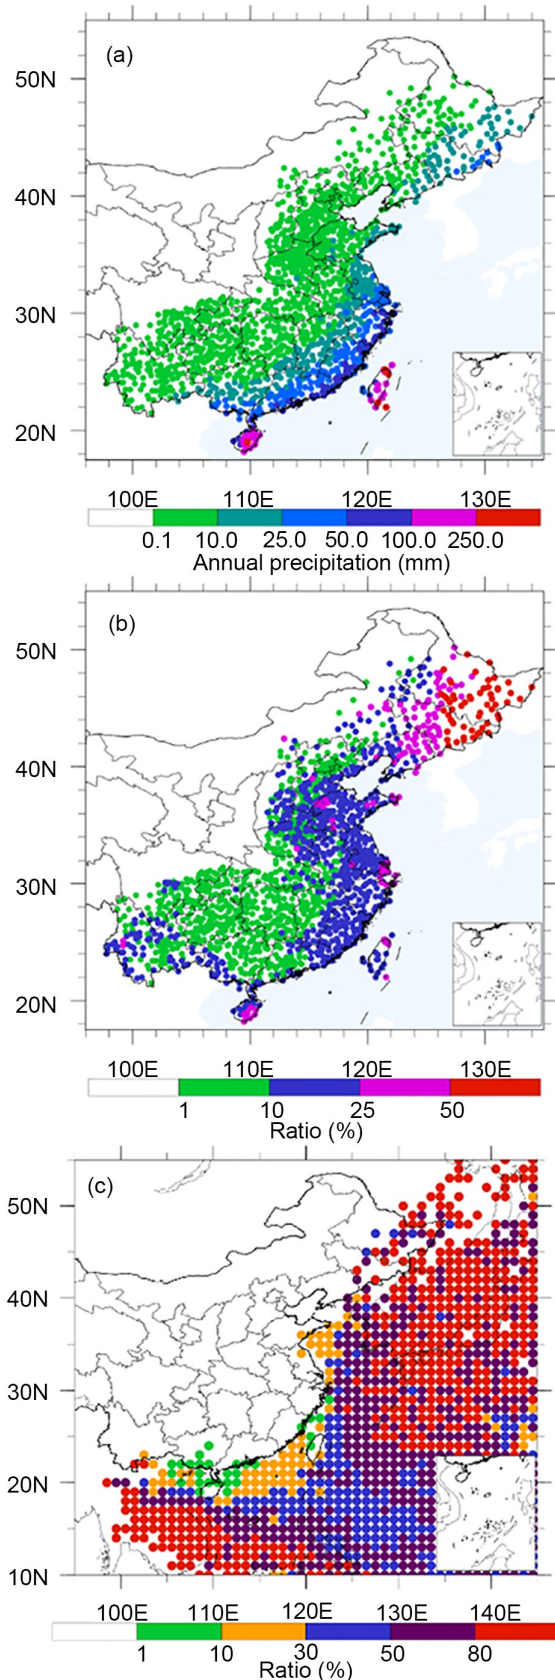 (a)
50N
40N
30N
20N
100E 110E 120E 130E
0.1 10.0 25.0 50.0 100.0 250.0
Annual precipitation (mm)
(b)
50N
40N
30N
20N
100E 110E 120E 130E
1 10 25 50
Ratio (%)
(c)
50N
40N
30N
20N
10N
100E 110E 120E 130E 140E
1 10 30 50 80
Ratio (%)